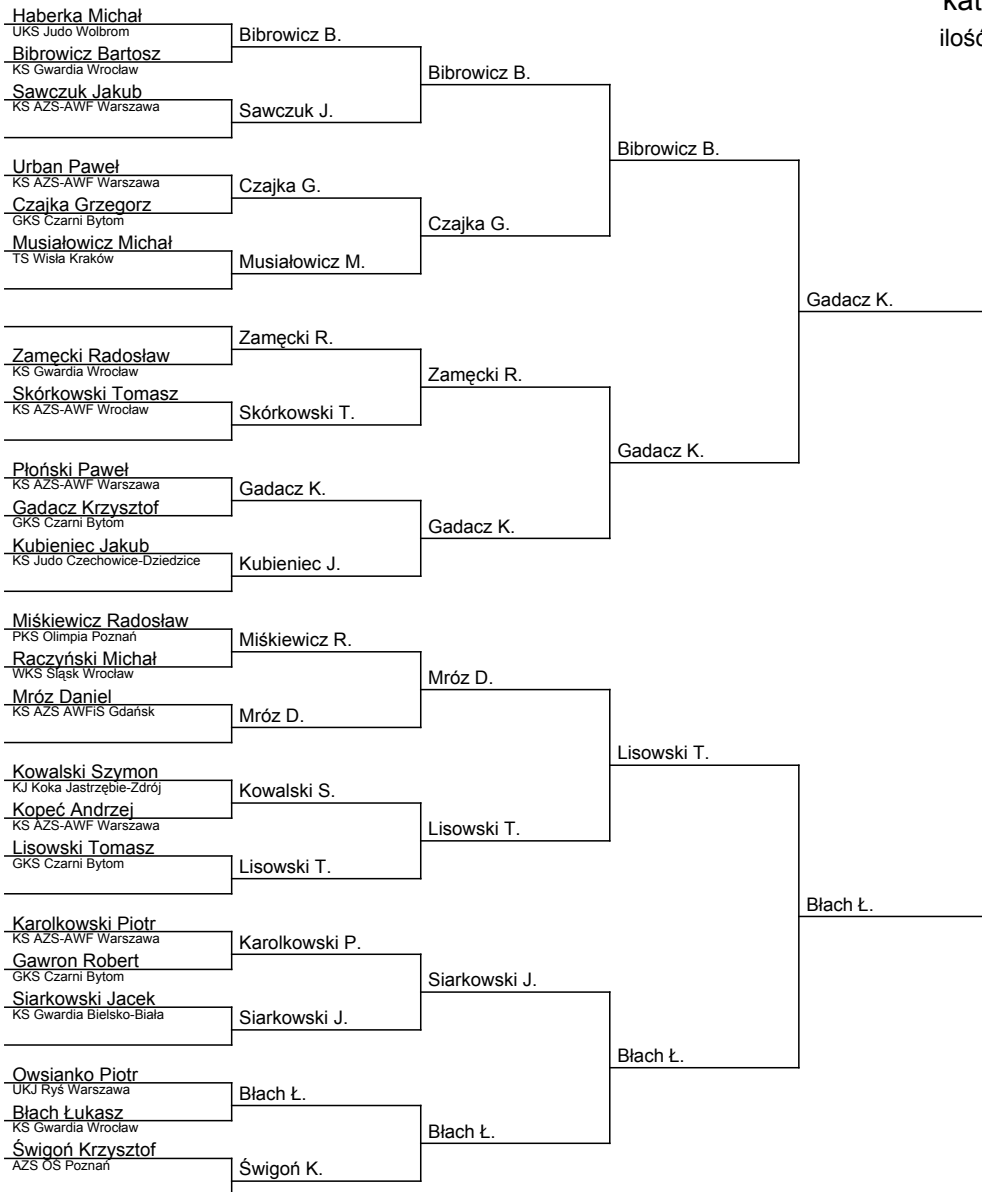 kat
ilość
Haberka Michał
UKS Judo Wolbrom
Bibrowicz B.
Bibrowicz Bartosz
KS Gwardia Wrocław
Bibrowicz B.
Sawczuk Jakub
KS AZS-AWF Warszawa
Sawczuk J.
Bibrowicz B.
Urban Paweł
KS AZS-AWF Warszawa
Czajka G.
Czajka Grzegorz
GKS Czarni Bytom
Czajka G.
Musiałowicz Michał
TS Wisła Kraków
Musiałowicz M.
Gadacz K.
Zamęcki R.
Zamęcki Radosław
KS Gwardia Wrocław
Zamęcki R.
Skórkowski Tomasz
KS AZS-AWF Wrocław
Skórkowski T.
Gadacz K.
Płoński Paweł
KS AZS-AWF Warszawa
Gadacz K.
Gadacz Krzysztof
GKS Czarni Bytom
Gadacz K.
Kubieniec Jakub
KS Judo Czechowice-Dziedzice
Kubieniec J.
Miśkiewicz Radosław
PKS Olimpia Poznań
Miśkiewicz R.
Raczyński Michał
WKS Śląsk Wrocław
Mróz D.
Mróz Daniel
KS AZS AWFiS Gdańsk
Mróz D.
Lisowski T.
Kowalski Szymon
KJ Koka Jastrzębie-Zdrój
Kowalski S.
Kopeć Andrzej
KS AZS-AWF Warszawa
Lisowski T.
Lisowski Tomasz
GKS Czarni Bytom
Lisowski T.
Błach Ł.
Karolkowski Piotr
KS AZS-AWF Warszawa
Karolkowski P.
Gawron Robert
GKS Czarni Bytom
Siarkowski J.
Siarkowski Jacek
KS Gwardia Bielsko-Biała
Siarkowski J.
Błach Ł.
Owsianko Piotr
UKJ Ryś Warszawa
Błach Ł.
Błach Łukasz
KS Gwardia Wrocław
Błach Ł.
Świgoń Krzysztof
AZS OŚ Poznań
Świgoń K.